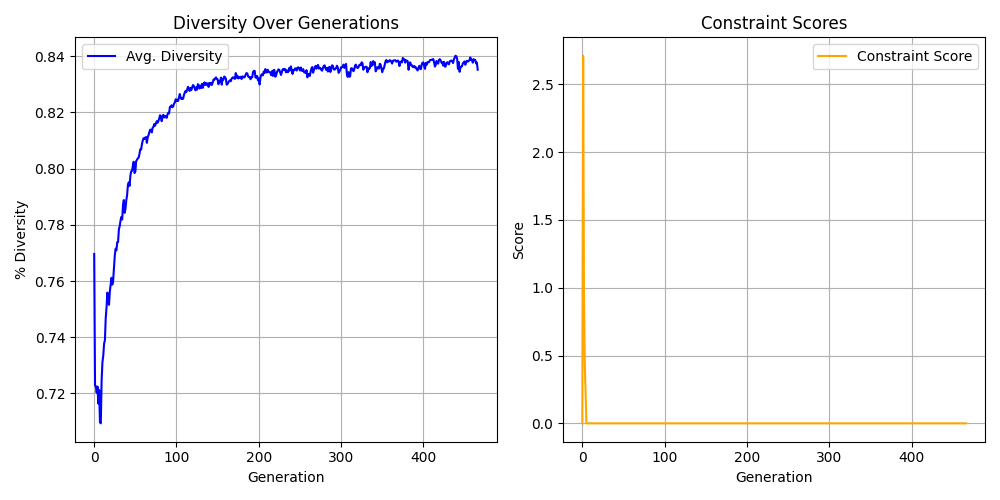 Diversity Over Generations
Avg. Diversity
% Diversity
0.84
0.82
0.80
0.78
0.76
0.74
0.72
0 100 200 300 400
Generation
Constraint Scores
Constraint Score
Score
2.5
2.0
1.5
1.0
0.5
0.0
0 100 200 300 400
Generation